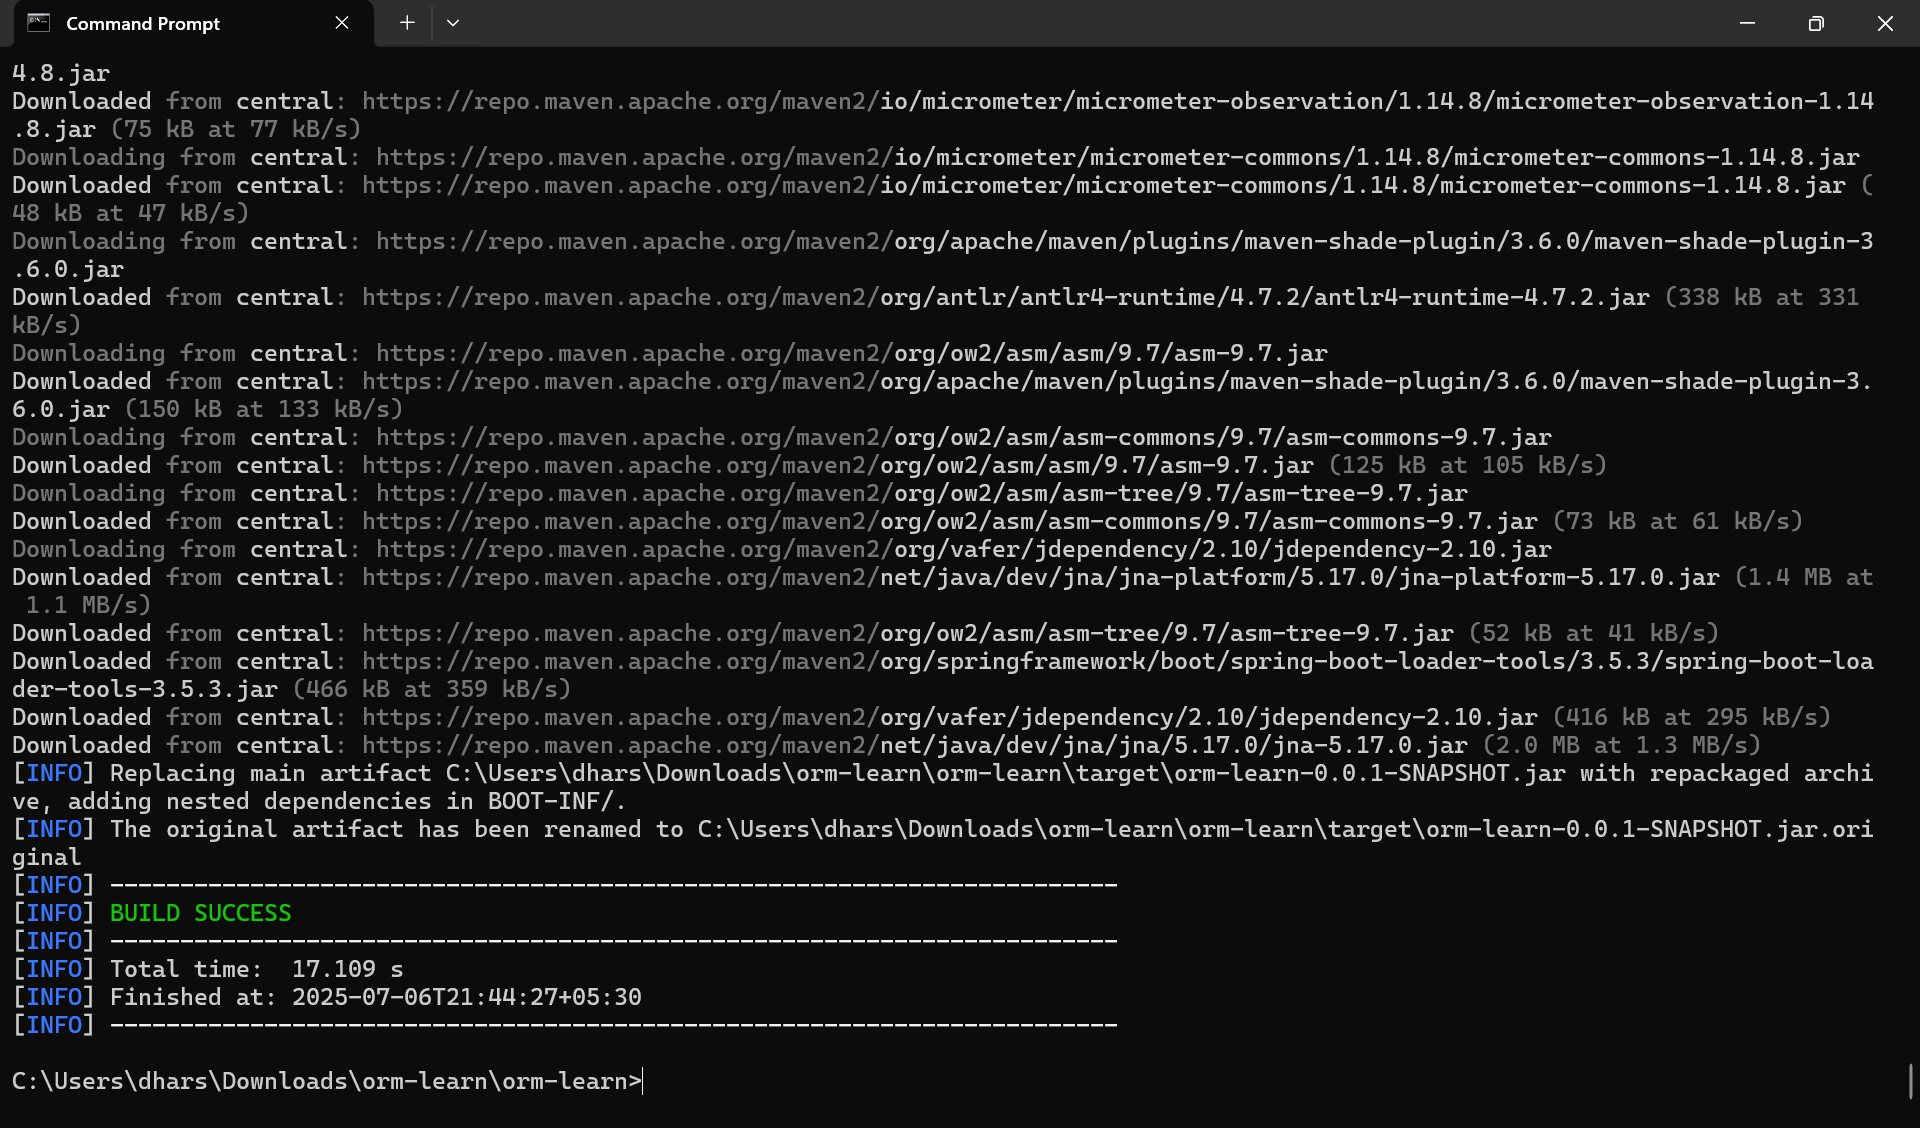 Command Prompt
4.8.jar
Downloaded from central: https://repo.maven.apache.org/maven2/io/micrometer/micrometer-observation/1.14.8/micrometer-observation-1.14
.8.jar (75 kB at 77 kB/s)
Downloading from central: https://repo.maven.apache.org/maven2/io/micrometer/micrometer-commons/1.14.8/micrometer-commons-1.14.8.jar
Downloaded from central: https://repo.maven.apache.org/maven2/io/micrometer/micrometer-commons/1.14.8/micrometer-commons-1.14.8.jar (
48 kB at 47 kB/s)
Downloading from central: https://repo.maven.apache.org/maven2/org/apache/maven/plugins/maven-shade-plugin/3.6.0/maven-shade-plugin-3
.6.0.jar
Downloaded from central: https://repo.maven.apache.org/maven2/org/antlr/antlr4-runtime/4.7.2/antlr4-runtime-4.7.2.jar (338 kB at 331
kB/s)
Downloading from central: https://repo.maven.apache.org/maven2/org/ow2/asm/asm/9.7/asm-9.7.jar
Downloaded from central: https://repo.maven.apache.org/maven2/org/apache/maven/plugins/maven-shade-plugin/3.6.0/maven-shade-plugin-3.
6.0.jar (150 kB at 133 kB/s)
Downloading from central: https://repo.maven.apache.org/maven2/org/ow2/asm/asm-commons/9.7/asm-commons-9.7.jar
Downloaded from central: https://repo.maven.apache.org/maven2/org/ow2/asm/asm/9.7/asm-9.7.jar (125 kB at 105 kB/s)
Downloading from central: https://repo.maven.apache.org/maven2/org/ow2/asm/asm-tree/9.7/asm-tree-9.7.jar
Downloaded from central: https://repo.maven.apache.org/maven2/org/ow2/asm/asm-commons/9.7/asm-commons-9.7.jar (73 kB at 61 kB/s)
Downloading from central: https://repo.maven.apache.org/maven2/org/vafer/jdependency/2.10/jdependency-2.10.jar
Downloaded from central: https://repo.maven.apache.org/maven2/net/java/dev/jna/jna-platform/5.17.0/jna-platform-5.17.0.jar (1.4 MB at
 1.1 MB/s)
Downloaded from central: https://repo.maven.apache.org/maven2/org/ow2/asm/asm-tree/9.7/asm-tree-9.7.jar (52 kB at 41 kB/s)
Downloaded from central: https://repo.maven.apache.org/maven2/org/springframework/boot/spring-boot-loader-tools/3.5.3/spring-boot-loa
der-tools-3.5.3.jar (466 kB at 359 kB/s)
Downloaded from central: https://repo.maven.apache.org/maven2/org/vafer/jdependency/2.10/jdependency-2.10.jar (416 kB at 295 kB/s)
Downloaded from central: https://repo.maven.apache.org/maven2/net/java/dev/jna/jna/5.17.0/jna-5.17.0.jar (2.0 MB at 1.3 MB/s)
[INFO] Replacing main artifact C:\Users\dhars\Downloads\orm-learn\orm-learn\target\orm-learn-0.0.1-SNAPSHOT.jar with repackaged archi
ve, adding nested dependencies in BOOT-INF/.
[INFO] The original artifact has been renamed to C:\Users\dhars\Downloads\orm-learn\orm-learn\target\orm-learn-0.0.1-SNAPSHOT.jar.ori
ginal
[INFO] ------------------------------------------------------------------------
[INFO] BUILD SUCCESS
[INFO] ------------------------------------------------------------------------
[INFO] Total time:  17.109 s
[INFO] Finished at: 2025-07-06T21:44:27+05:30
[INFO] ------------------------------------------------------------------------
C:\Users\dhars\Downloads\orm-learn\orm-learn>